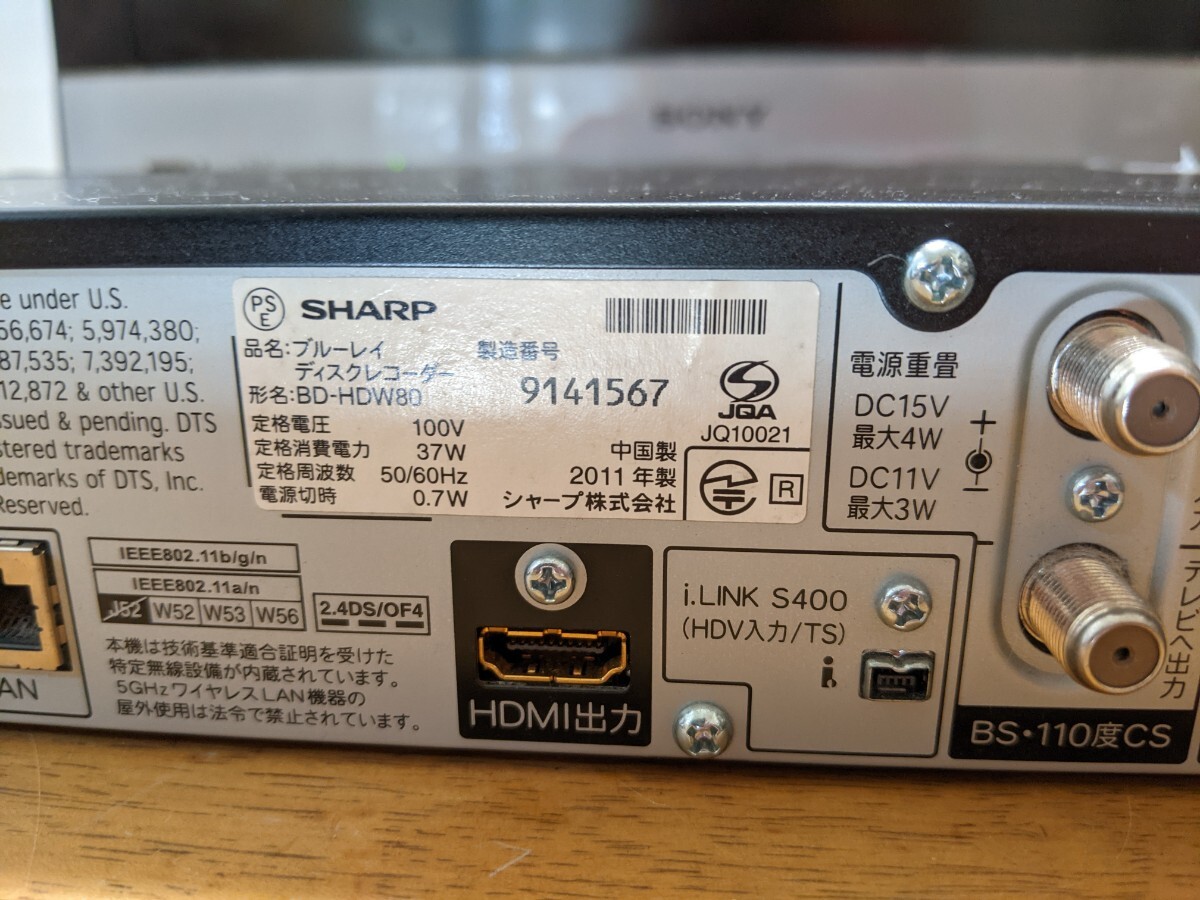 SONY
e under U.S.
56,674; 5,974,380;
87,535; 7,392,195;
12,872 & other U.S.
ssued & pending. DTS
stered trademarks
demarks of DTS, Inc.
Reserved.
PS
E
SHARP
品名:ブルーレイ
ディスクレコーダー
形名:BD-HDW80
製造番号
9141567
定格電圧 100V
定格消費電力 37W
定格周波数 50/60Hz
電源切時 0.7W
中国製
2011年製
シャープ株式会社
JQA
JQ10021
R
電源重畳
DC15V
最大4W
DC11V
最大3W
+
−
AN
IEEE802.11b/g/n
IEEE802.11a/n
J52 W52 W53 W56
2.4DS/OF4
本機は技術基準適合証明を受けた
特定無線設備が内蔵されています。
5GHzワイヤレスLAN機器の
屋外使用は法令で禁止されています。
HDMI出力
i.LINK S400
(HDV入力/TS)
i
テレビへ出力
BS・110度CS